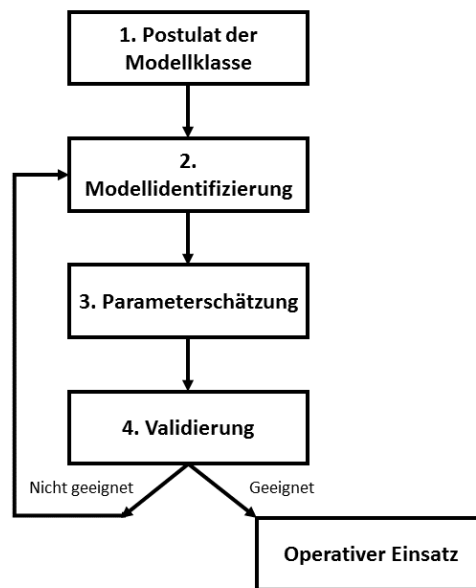 1. Postulat der
Modellklasse
2.
Modellidentifizierung
3. Parameterschätzung
4. Validierung
Nicht geeignet
Geeignet
Operativer Einsatz